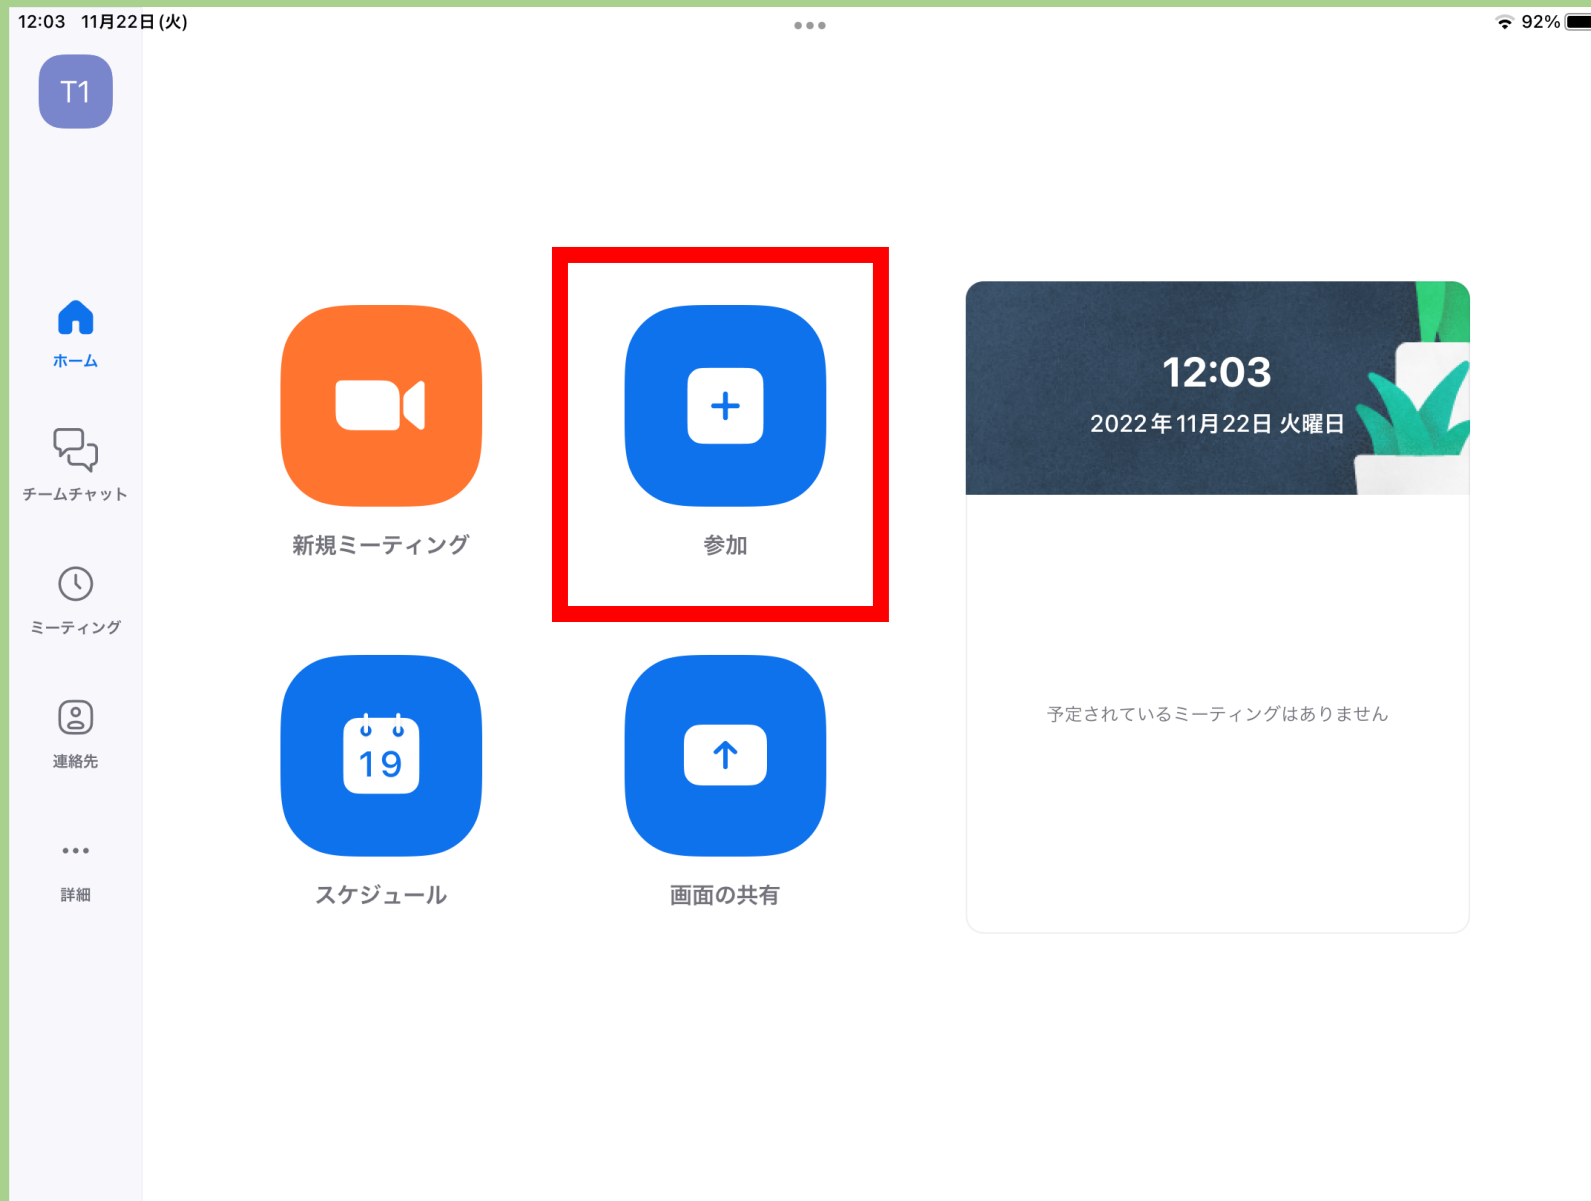 12:03 11月22日(火)
92%
T1
ホーム
チームチャット
ミーティング
連絡先
詳細
新規ミーティング
参加
19
スケジュール
画面の共有
12:03
2022年11月22日 火曜日
予定されているミーティングはありません